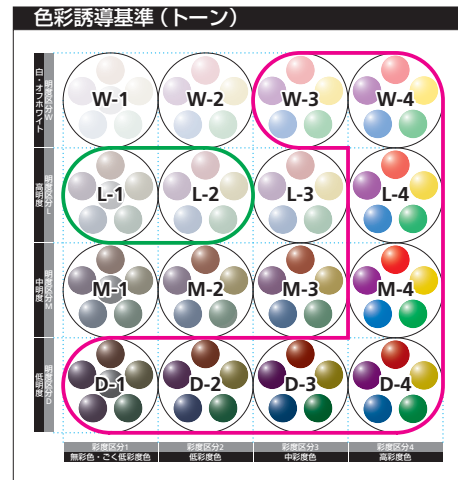 色彩誘導基準（トーン）
白・オフホワイト
明度区分W
W-1
W-2
W-3
W-4
高明度
明度区分L
L-1
L-2
L-3
L-4
中明度
明度区分M
M-1
M-2
M-3
M-4
低明度
明度区分D
D-1
D-2
D-3
D-4
彩度区分1
彩度区分2
彩度区分3
彩度区分4
無彩色・ごく低彩度色
低彩度色
中彩度色
高彩度色